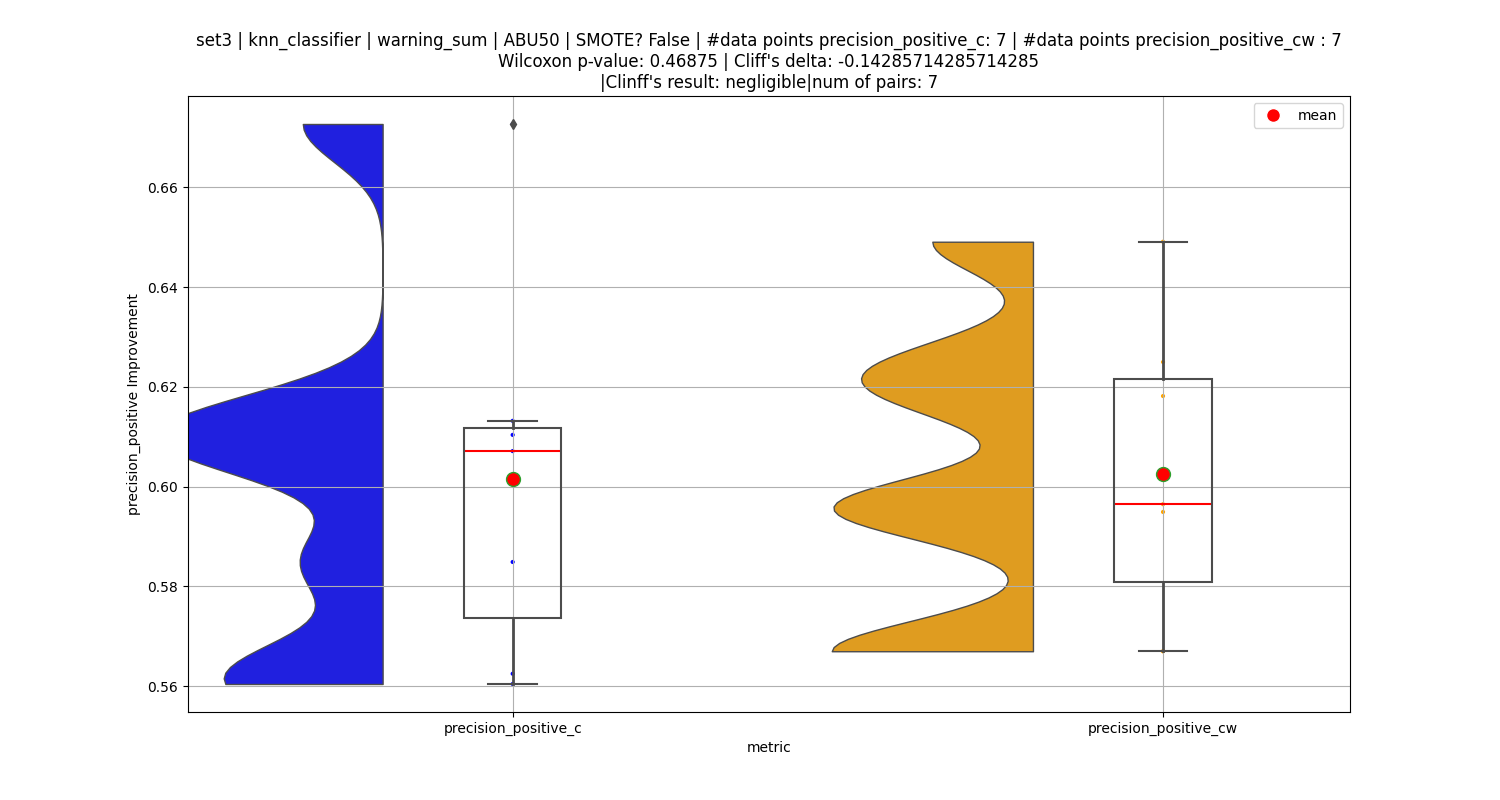 set3 | knn_classifier | warning_sum | ABU50 | SMOTE? False | #data points precision_positive_c: 7 | #data points precision_positive_cw : 7
Wilcoxon p-value: 0.46875 | Cliff's delta: -0.14285714285714285
|Clinff's result: negligible|num of pairs: 7
mean
0.66
0.64
0.62
0.60
0.58
0.56
precision_positive Improvement
precision_positive_c
precision_positive_cw
metric